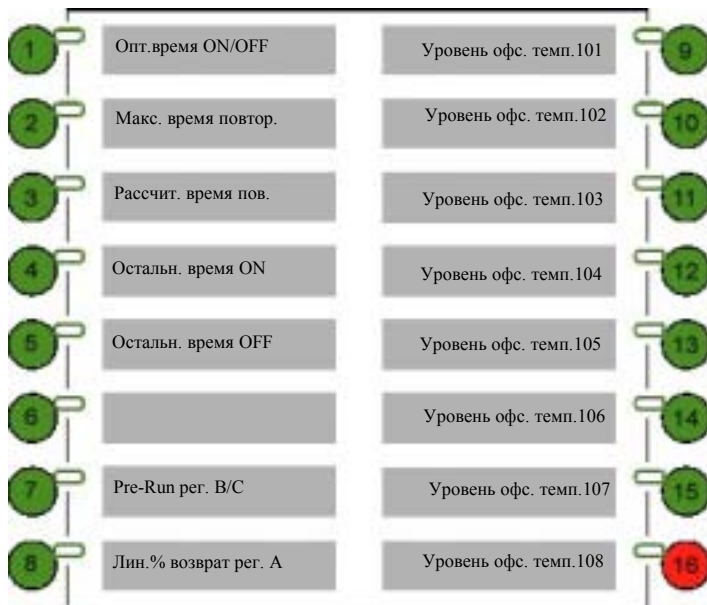 1 Опт.время ON/OFF Уровень офс. темп.101 9
2 Макс. время повтор. Уровень офс. темп.102 10
3 Рассчит. время пов. Уровень офс. темп.103 11
4 Остальн. время ON Уровень офс. темп.104 12
5 Остальн. время OFF Уровень офс. темп.105 13
6 Уровень офс. темп.106 14
7 Pre-Run рег. B/C Уровень офс. темп.107 15
8 Лин.% возврат рег. А Уровень офс. темп.108 16